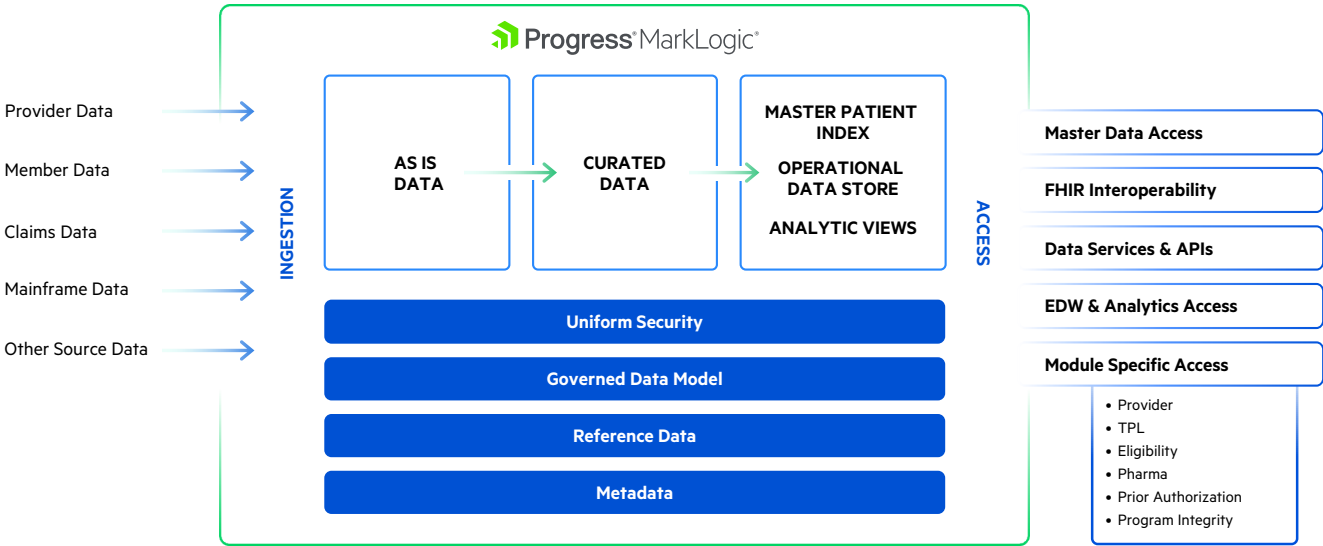 Progress® MarkLogic®
Provider Data
Member Data
Claims Data
Mainframe Data
Other Source Data
INGESTION
AS IS
DATA
CURATED
DATA
MASTER PATIENT
INDEX
OPERATIONAL
DATA STORE
ANALYTIC VIEWS
Uniform Security
Governed Data Model
Reference Data
Metadata
ACCESS
Master Data Access
FHIR Interoperability
Data Services & APIs
EDW & Analytics Access
Module Specific Access
• Provider
• TPL
• Eligibility
• Pharma
• Prior Authorization
• Program Integrity